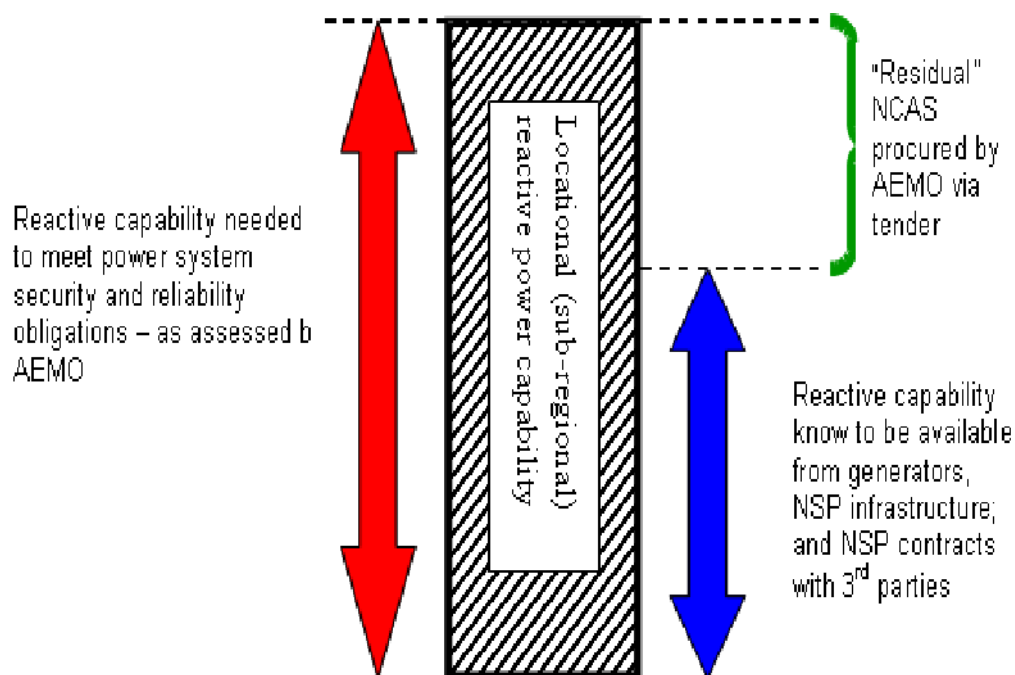 Reactive capability needed
to meet power system
security and reliability
obligations – as assessed b
AEMO
Locational (sub-regional)
reactive power capability
"Residual"
NCAS
procured by
AEMO via
tender
Reactive capability
know to be available
from generators,
NSP infrastructure;
and NSP contracts
with 3rd parties